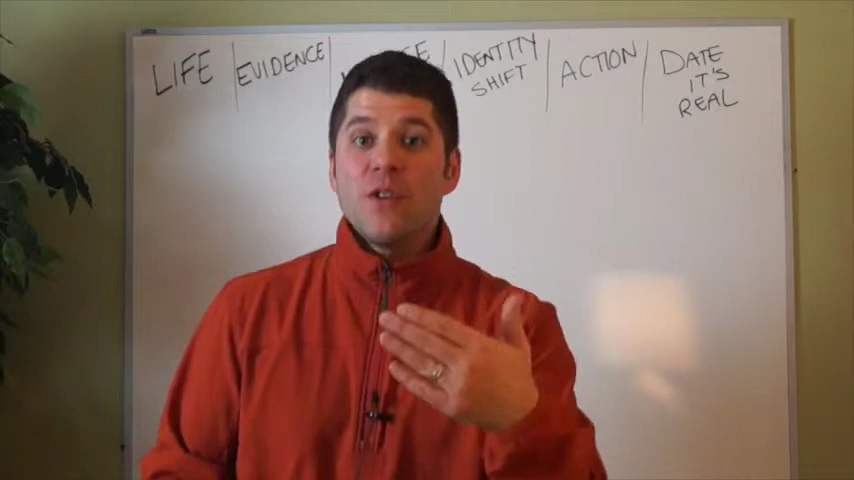 LIFE
EVIDENCE
IDENTITY
SHIFT
ACTION
DATE
IT'S
REAL